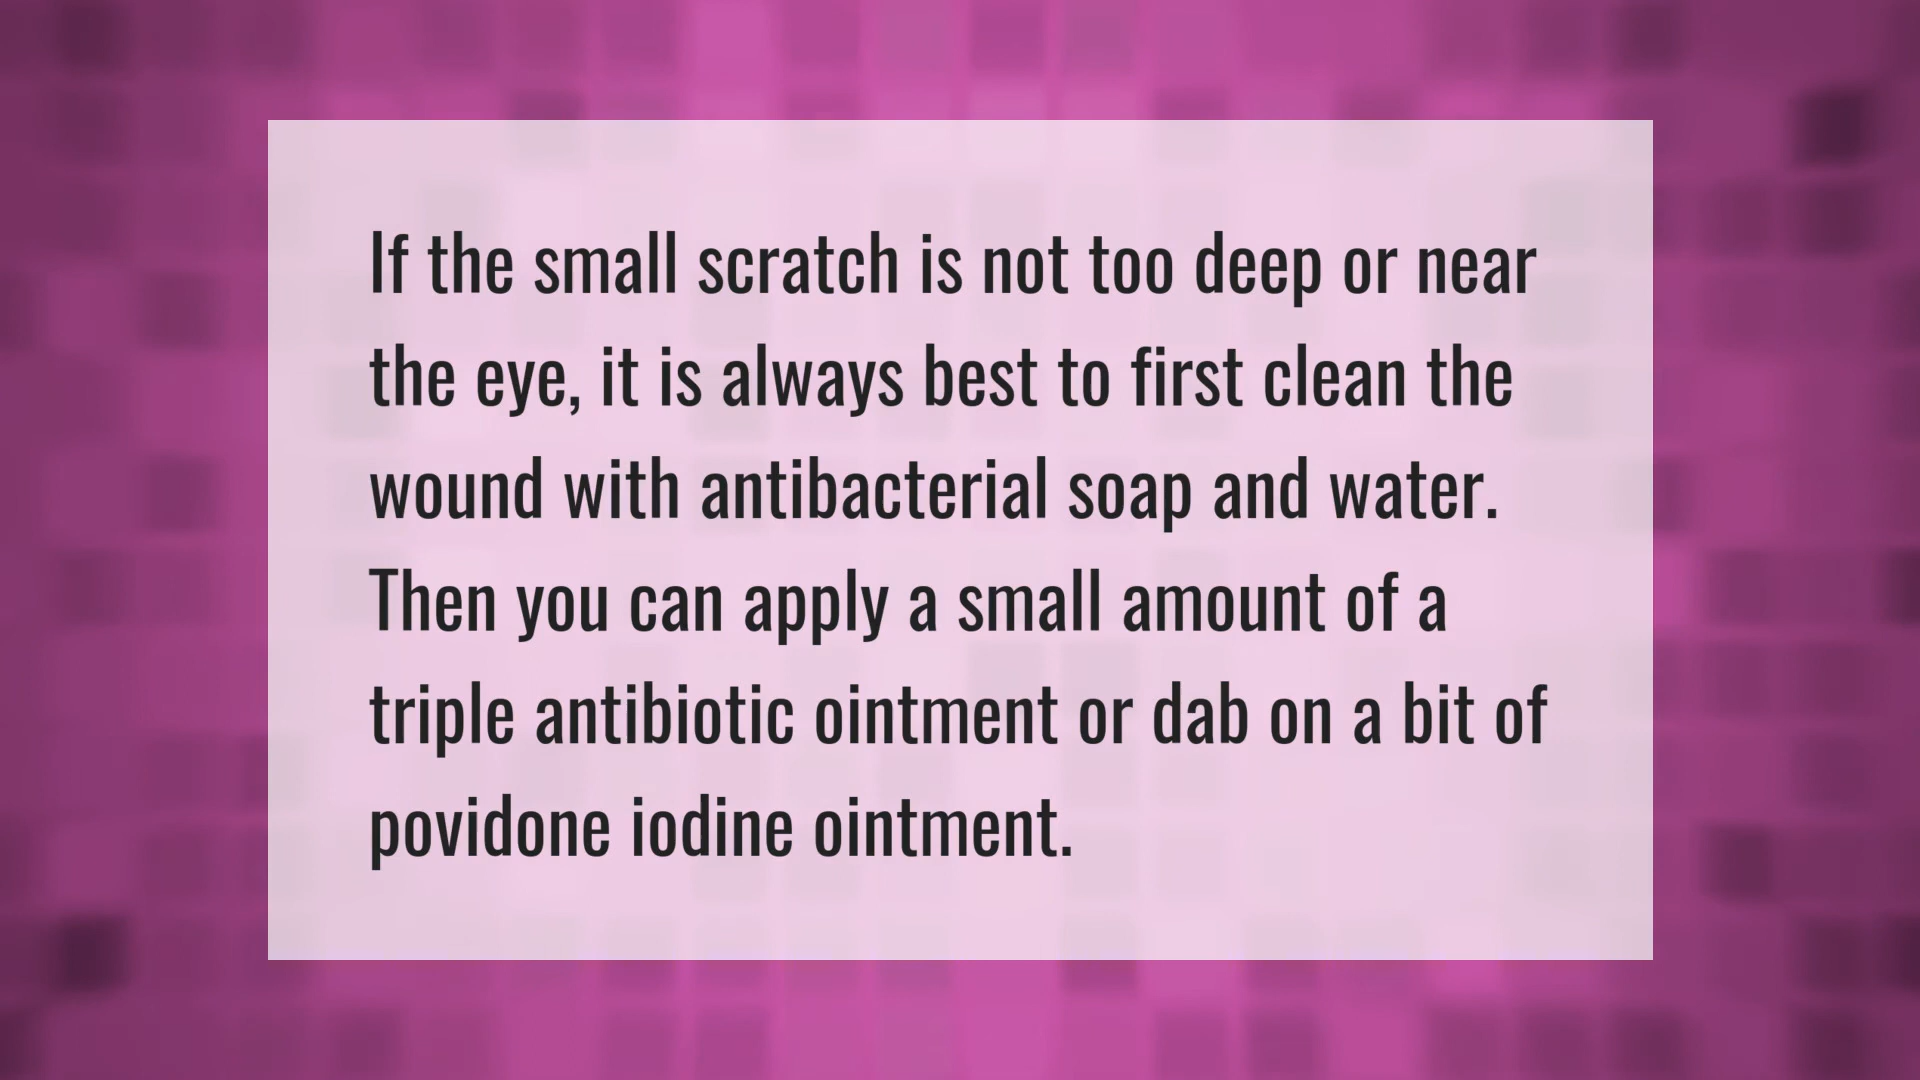 If the small scratch is not too deep or near
the eye, it is always best to first clean the
wound with antibacterial soap and water.
Then you can apply a small amount of a
triple antibiotic ointment or dab on a bit of
povidone iodine ointment.